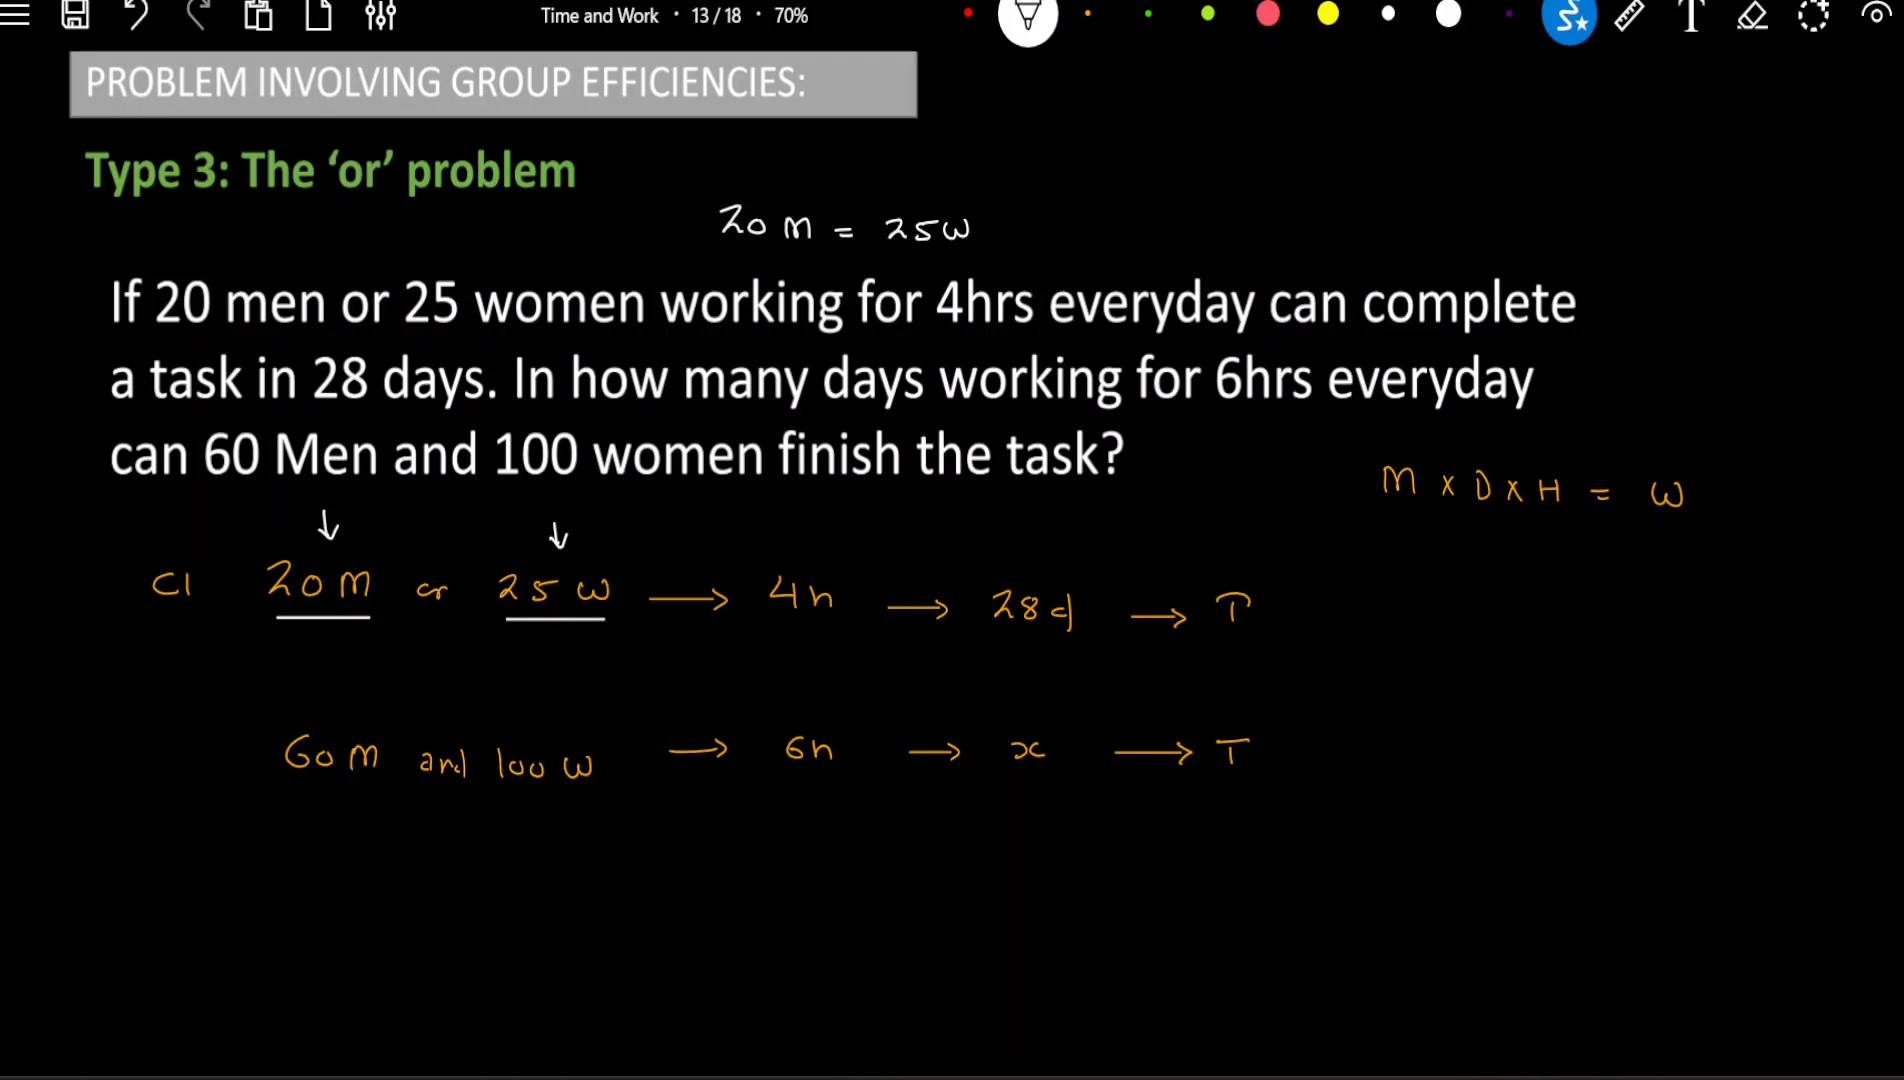 Time and Work · 13 / 18 · 70%
PROBLEM INVOLVING GROUP EFFICIENCIES:
Type 3: The ‘or’ problem
20 M = 25 W
If 20 men or 25 women working for 4hrs everyday can complete
a task in 28 days. In how many days working for 6hrs everyday
can 60 Men and 100 women finish the task?
M x D x H = W
C1 20 M or 25 W → 4h → 28 d → T
60 M and 100 W → 6h → x → T